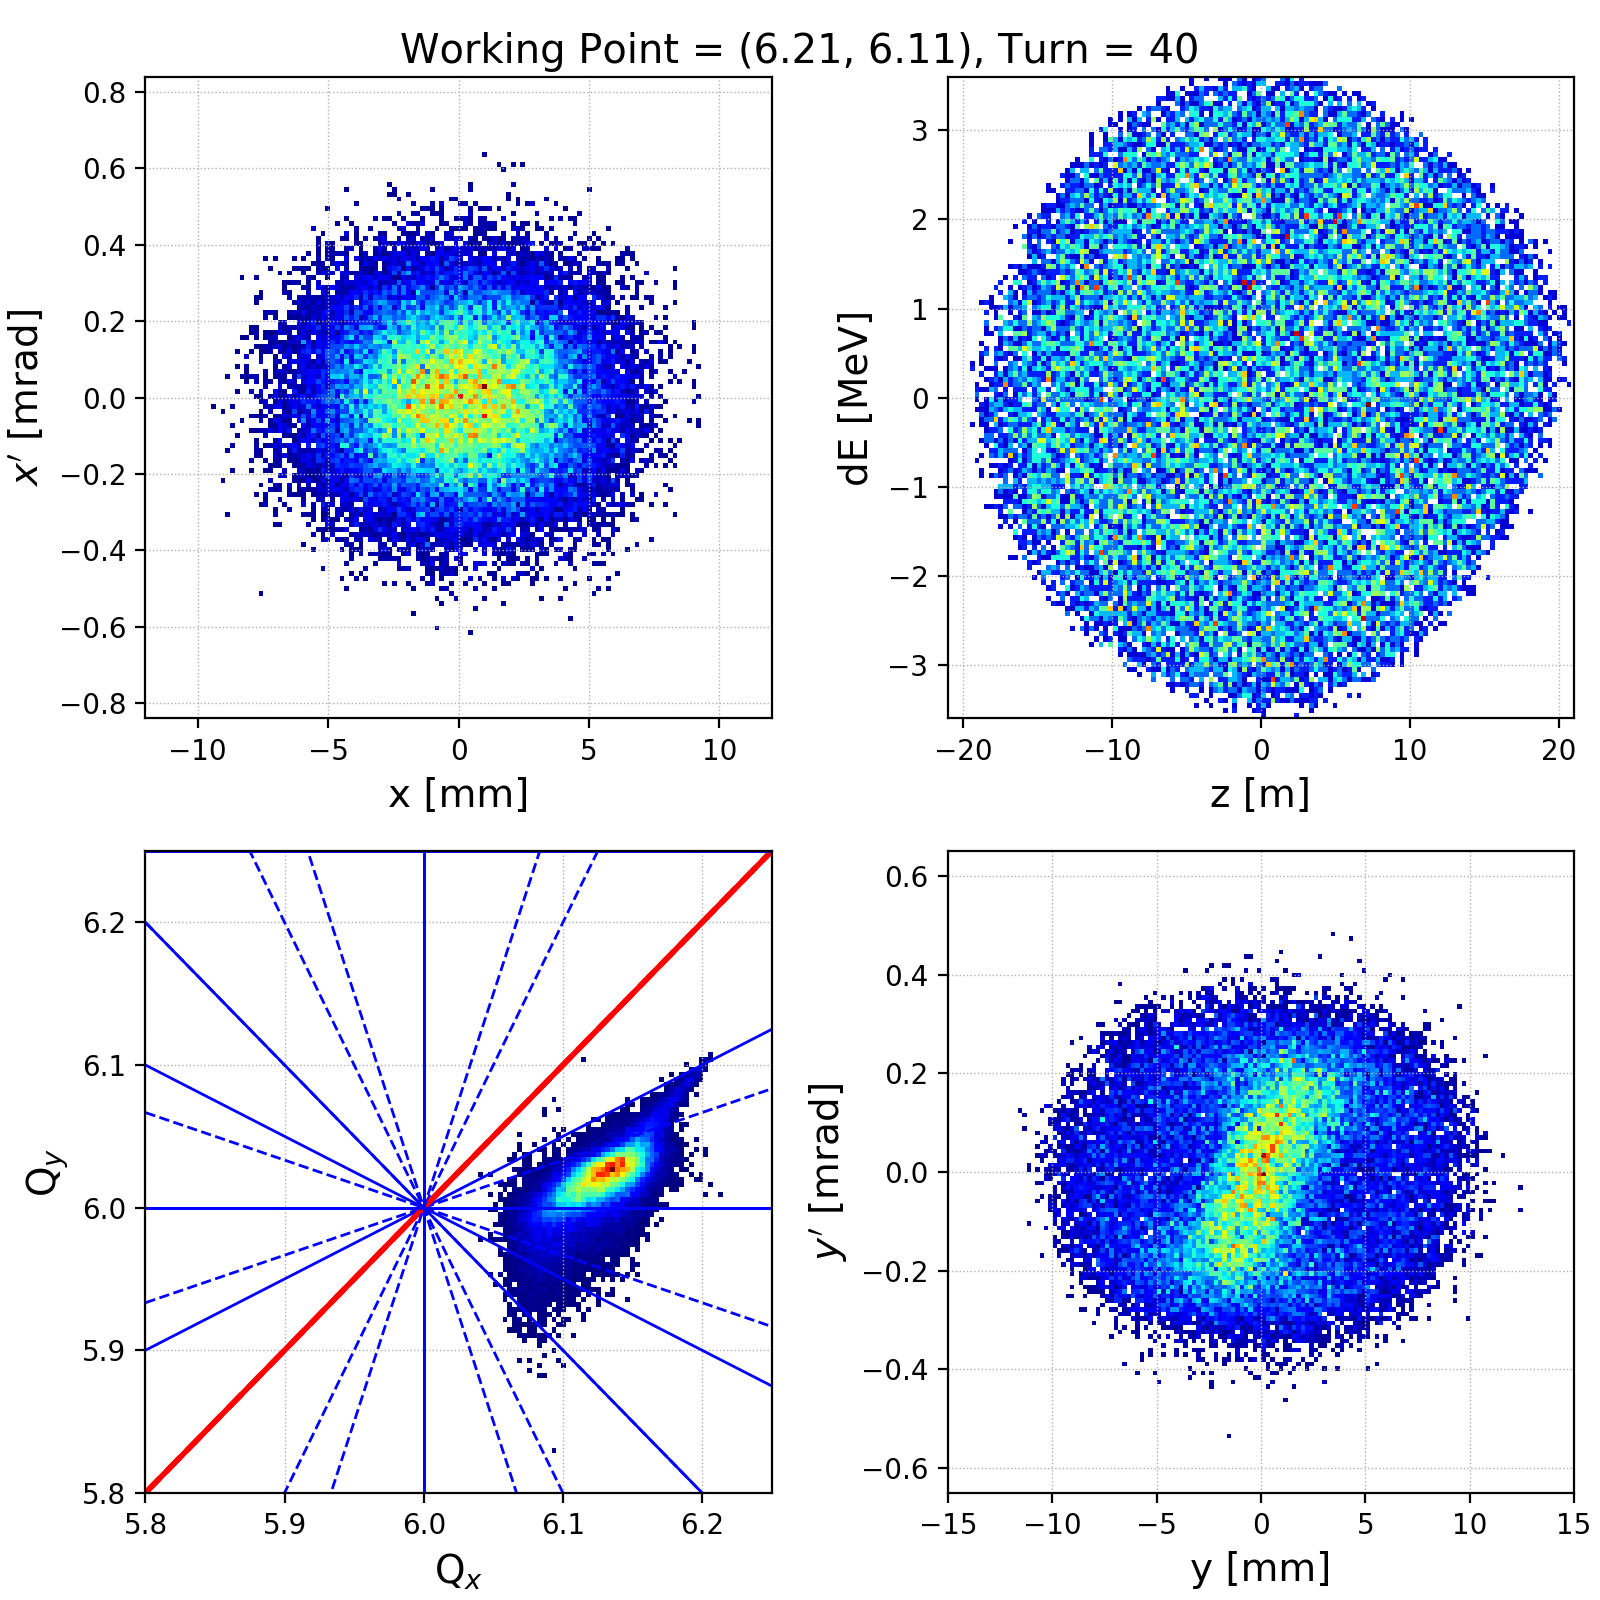 Working Point = (6.21, 6.11), Turn = 40
0.8
0.6
0.4
0.2
0.0
−0.2
−0.4
−0.6
−0.8
x′ [mrad]
−10 −5 0 5 10
x [mm]
3
2
1
0
−1
−2
−3
dE [MeV]
−20 −10 0 10 20
z [m]
6.2
6.1
6.0
5.9
5.8
Qy
5.8 5.9 6.0 6.1 6.2
Qx
0.6
0.4
0.2
0.0
−0.2
−0.4
−0.6
y′ [mrad]
−15 −10 −5 0 5 10 15
y [mm]